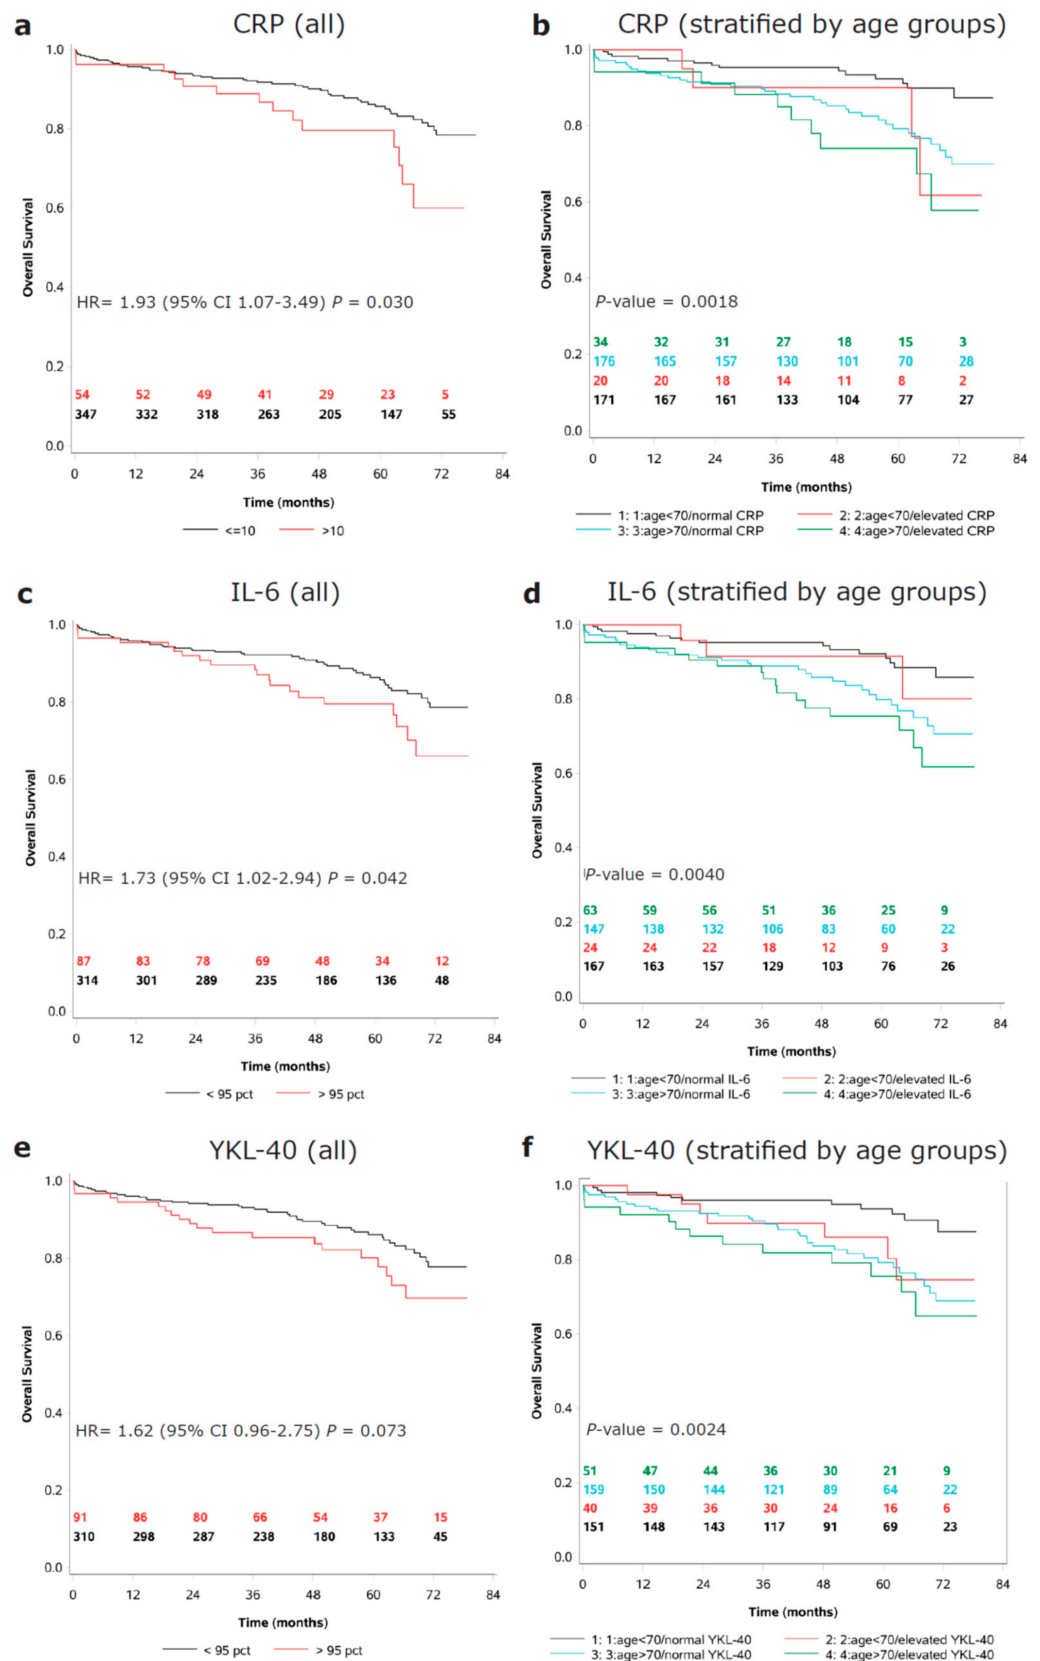 a CRP (all)
1.0
0.8
0.6
0.4
0.2
0.0
Overall Survival
HR= 1.93 (95% CI 1.07-3.49) P = 0.030
54 52 49 41 29 23 5
347 332 318 263 205 147 55
0 12 24 36 48 60 72 84
Time (months)
<=10 >10
b CRP (stratified by age groups)
1.0
0.8
0.6
0.4
0.2
0.0
Overall Survival
P-value = 0.0018
34 32 31 27 18 15 3
176 165 157 130 101 70 28
20 20 18 14 11 8 2
171 167 161 133 104 77 27
0 12 24 36 48 60 72 84
Time (months)
1: 1:age<70/normal CRP 2: 2:age<70/elevated CRP
3: 3:age>70/normal CRP 4: 4:age>70/elevated CRP
c IL-6 (all)
1.0
0.8
0.6
0.4
0.2
0.0
Overall Survival
HR= 1.73 (95% CI 1.02-2.94) P = 0.042
87 83 78 69 48 34 12
314 301 289 235 186 136 48
0 12 24 36 48 60 72 84
Time (months)
< 95 pct > 95 pct
d IL-6 (stratified by age groups)
1.0
0.8
0.6
0.4
0.2
0.0
Overall Survival
P-value = 0.0040
63 59 56 51 36 25 9
147 138 132 106 83 60 22
24 24 22 18 12 9 3
167 163 157 129 103 76 26
0 12 24 36 48 60 72 84
Time (months)
1: 1:age<70/normal IL-6 2: 2:age<70/elevated IL-6
3: 3:age>70/normal IL-6 4: 4:age>70/elevated IL-6
e YKL-40 (all)
1.0
0.8
0.6
0.4
0.2
0.0
Overall Survival
HR= 1.62 (95% CI 0.96-2.75) P = 0.073
91 86 80 66 54 37 15
310 298 287 238 180 133 45
0 12 24 36 48 60 72 84
Time (months)
< 95 pct > 95 pct
f YKL-40 (stratified by age groups)
1.0
0.8
0.6
0.4
0.2
0.0
Overall Survival
P-value = 0.0024
51 47 44 36 30 21 9
159 150 144 121 89 64 22
40 39 36 30 24 16 6
151 148 143 117 91 69 23
0 12 24 36 48 60 72 84
Time (months)
1: 1:age<70/normal YKL-40 2: 2:age<70/elevated YKL-40
3: 3:age>70/normal YKL-40 4: 4:age>70/elevated YKL-40